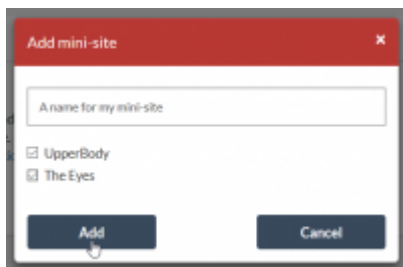 Add mini-site
×
A name for my mini-site
UpperBody
The Eyes
Add
Cancel